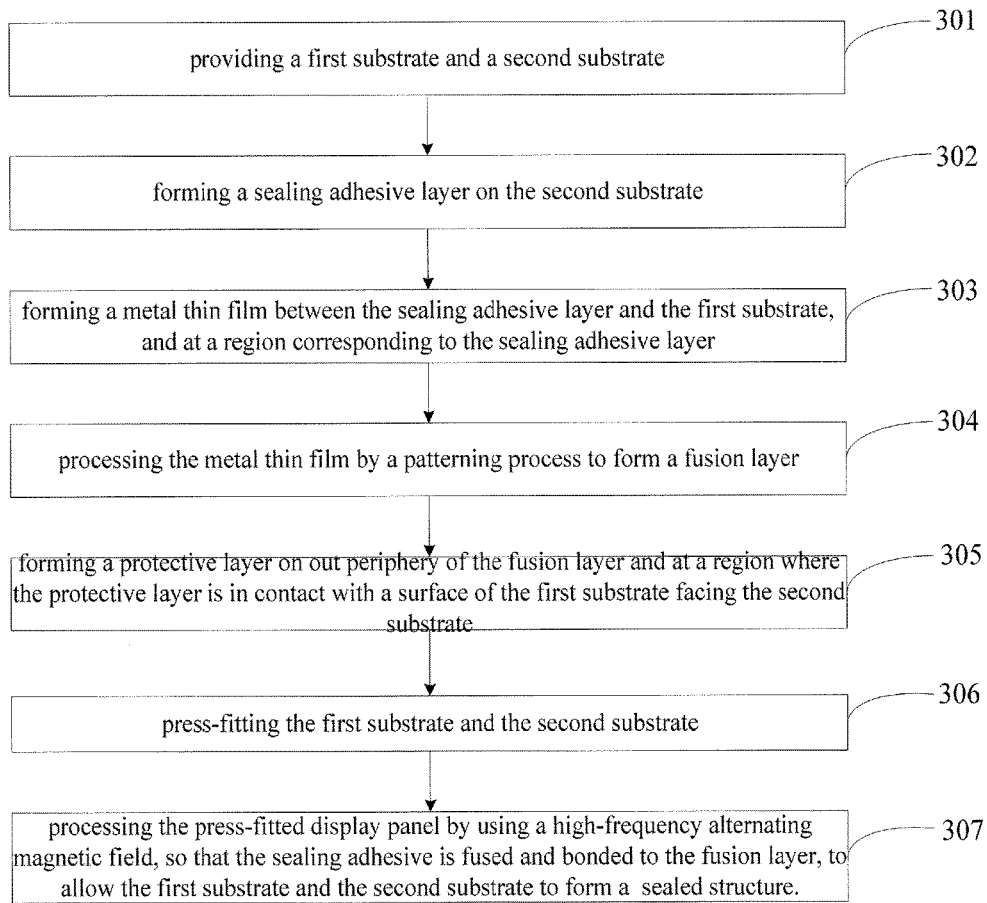 301
providing a first substrate and a second substrate
302
forming a sealing adhesive layer on the second substrate
303
forming a metal thin film between the sealing adhesive layer and the first substrate,
and at a region corresponding to the sealing adhesive layer
304
processing the metal thin film by a patterning process to form a fusion layer
305
forming a protective layer on out periphery of the fusion layer and at a region where
the protective layer is in contact with a surface of the first substrate facing the second
substrate
306
press-fitting the first substrate and the second substrate
307
processing the press-fitted display panel by using a high-frequency alternating
magnetic field, so that the sealing adhesive is fused and bonded to the fusion layer, to
allow the first substrate and the second substrate to form a sealed structure.